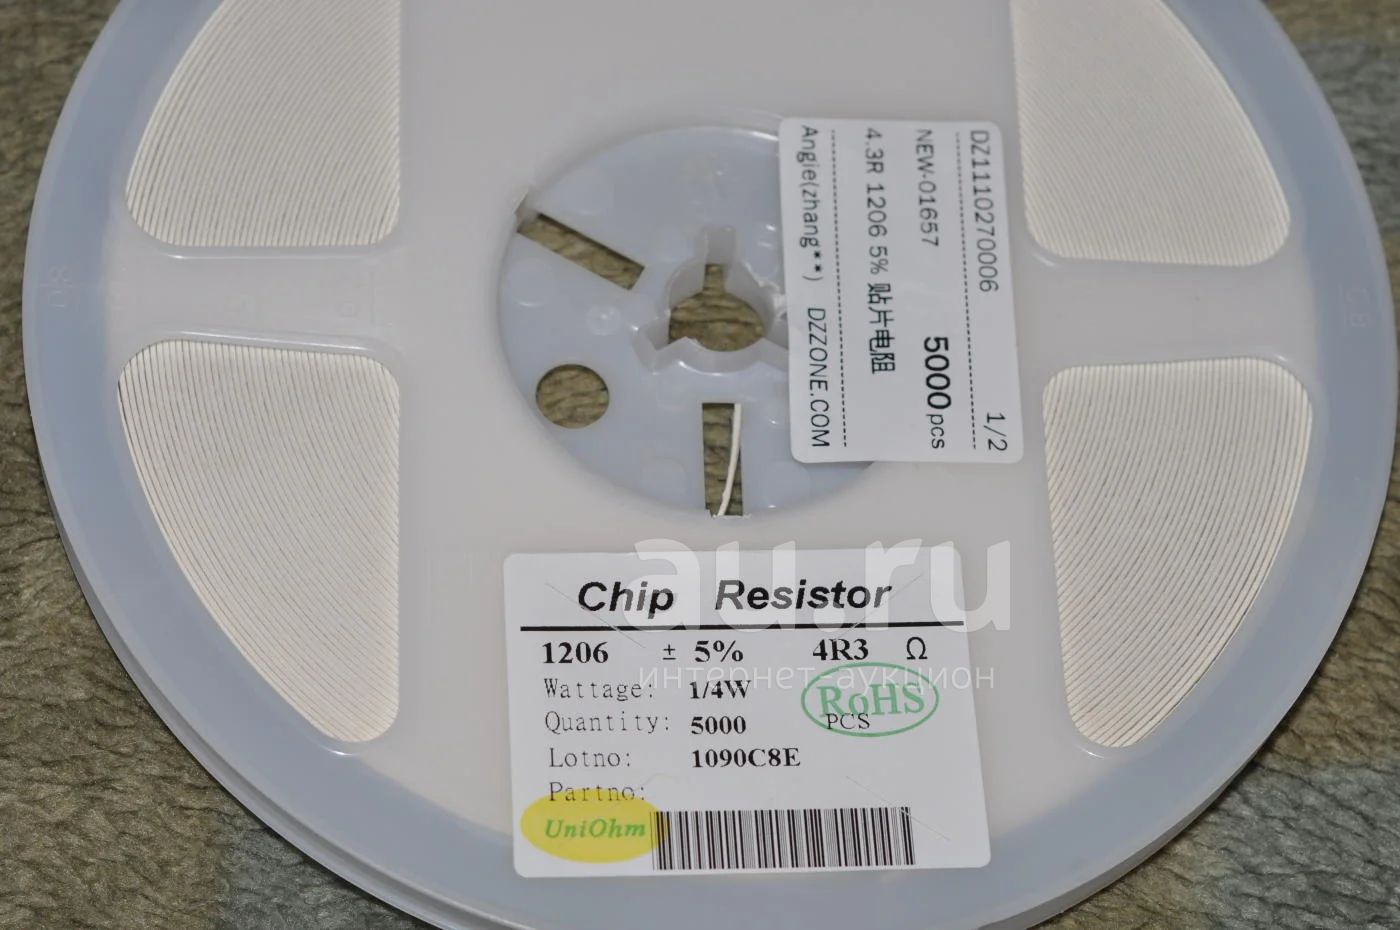 DZ1110270006 1/2
NEW-01657 5000pcs
4.3R 1206 5% 贴片电阻
Angie(zhang**) DZZONE.COM
au.ru
интернет-аукцион
Chip Resistor
1206 ± 5% 4R3 Ω
Wattage: 1/4W
RoHS
Quantity: 5000 PCS
Lotno: 1090C8E
Partno:
UniOhm